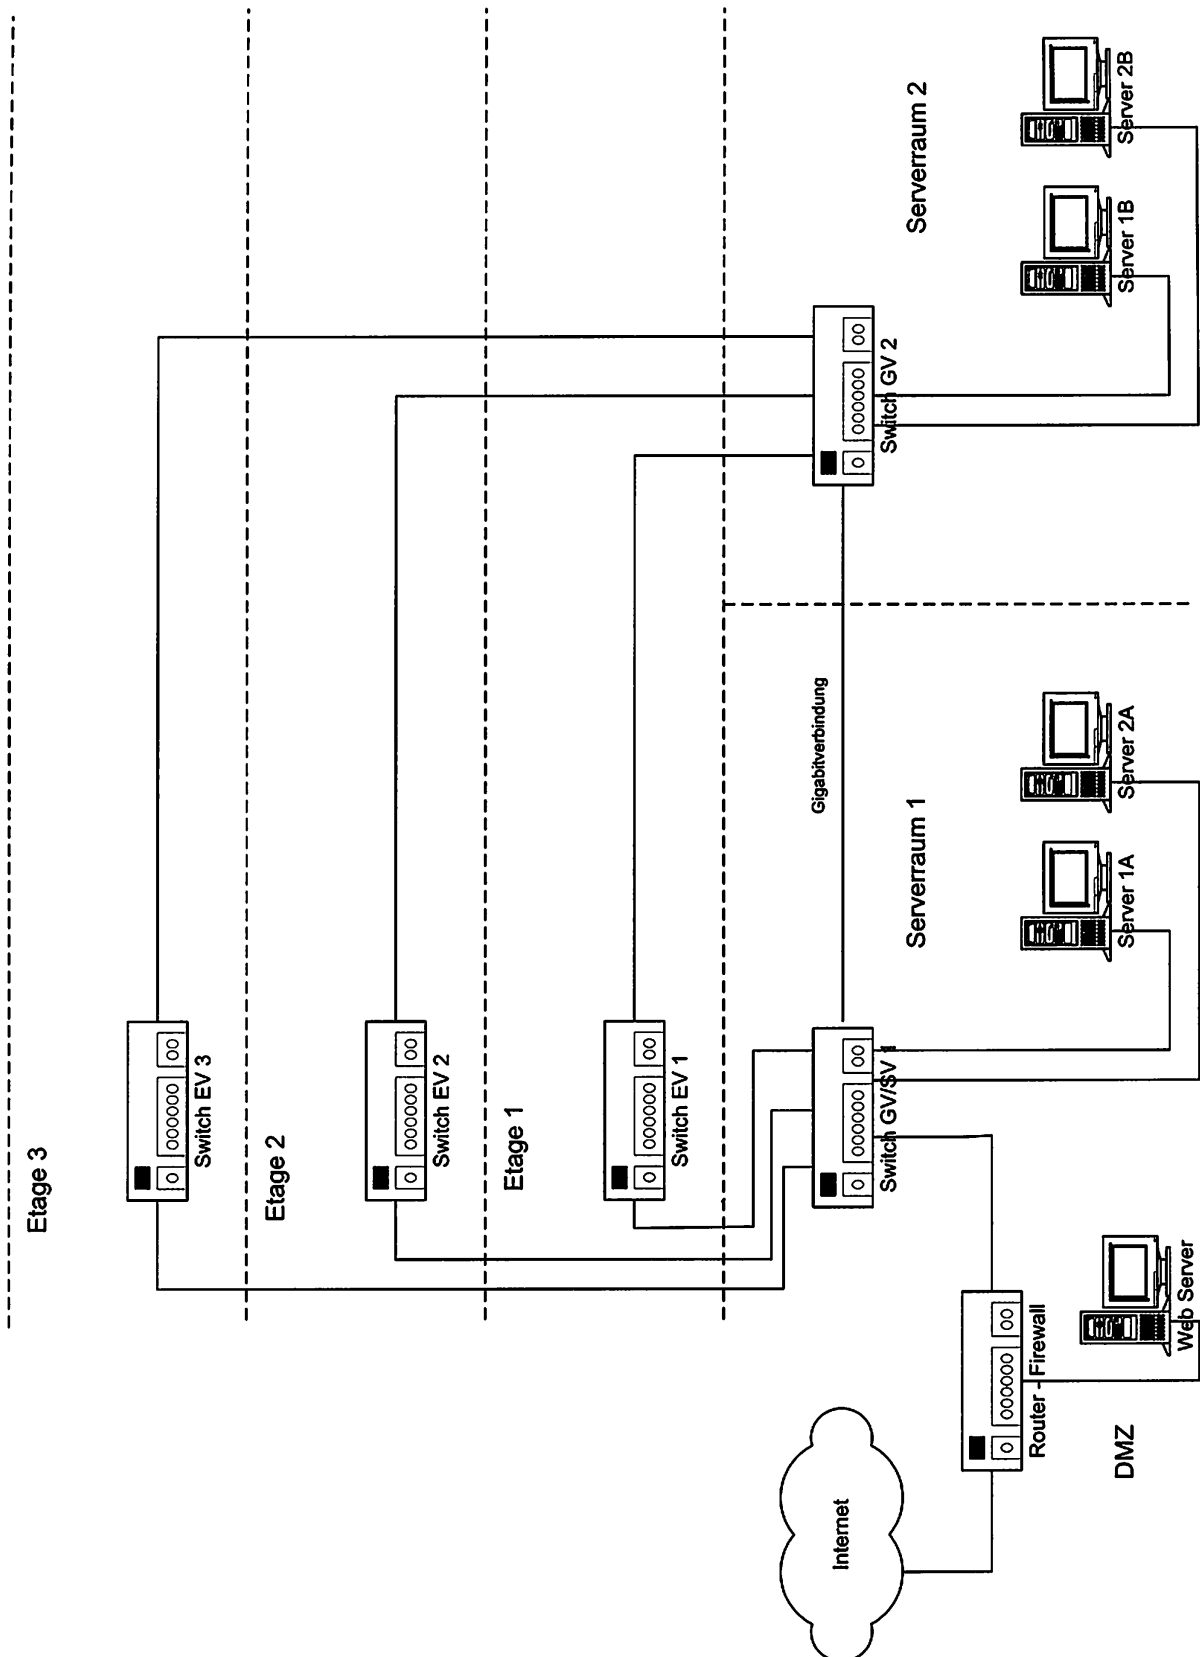 Etage 3
Switch EV 3
Etage 2
Switch EV 2
Etage 1
Switch EV 1
Serverraum 1
Gigabitverbindung
Serverraum 2
Switch GV/SV 1
Switch GV 2
Server 1A
Server 2A
Server 1B
Server 2B
Internet
Router - Firewall
DMZ
Web Server